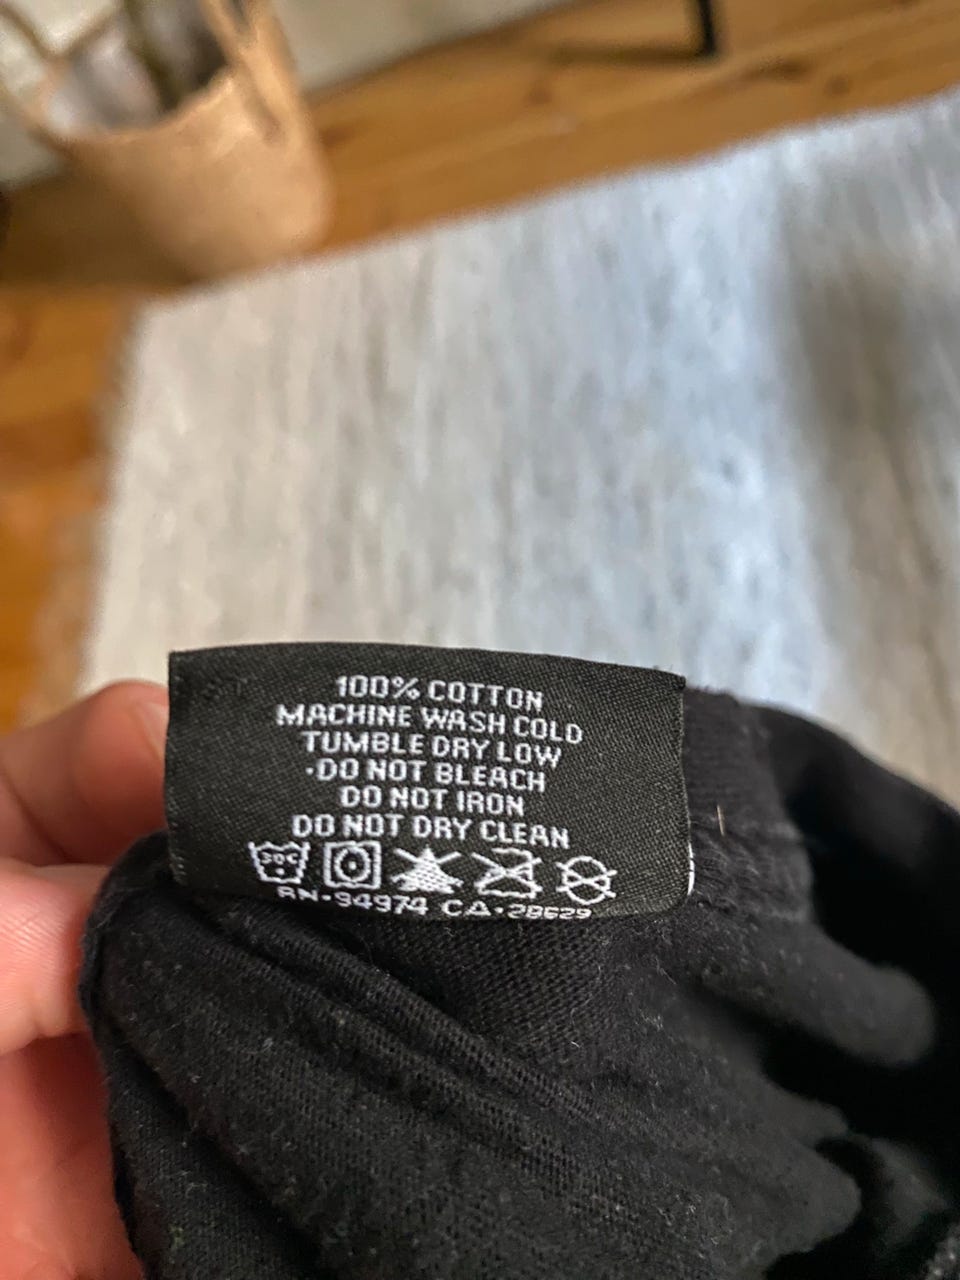 100% COTTON
MACHINE WASH COLD
TUMBLE DRY LOW
·DO NOT BLEACH
DO NOT IRON
DO NOT DRY CLEAN
30C
RN·94974 CA·28629